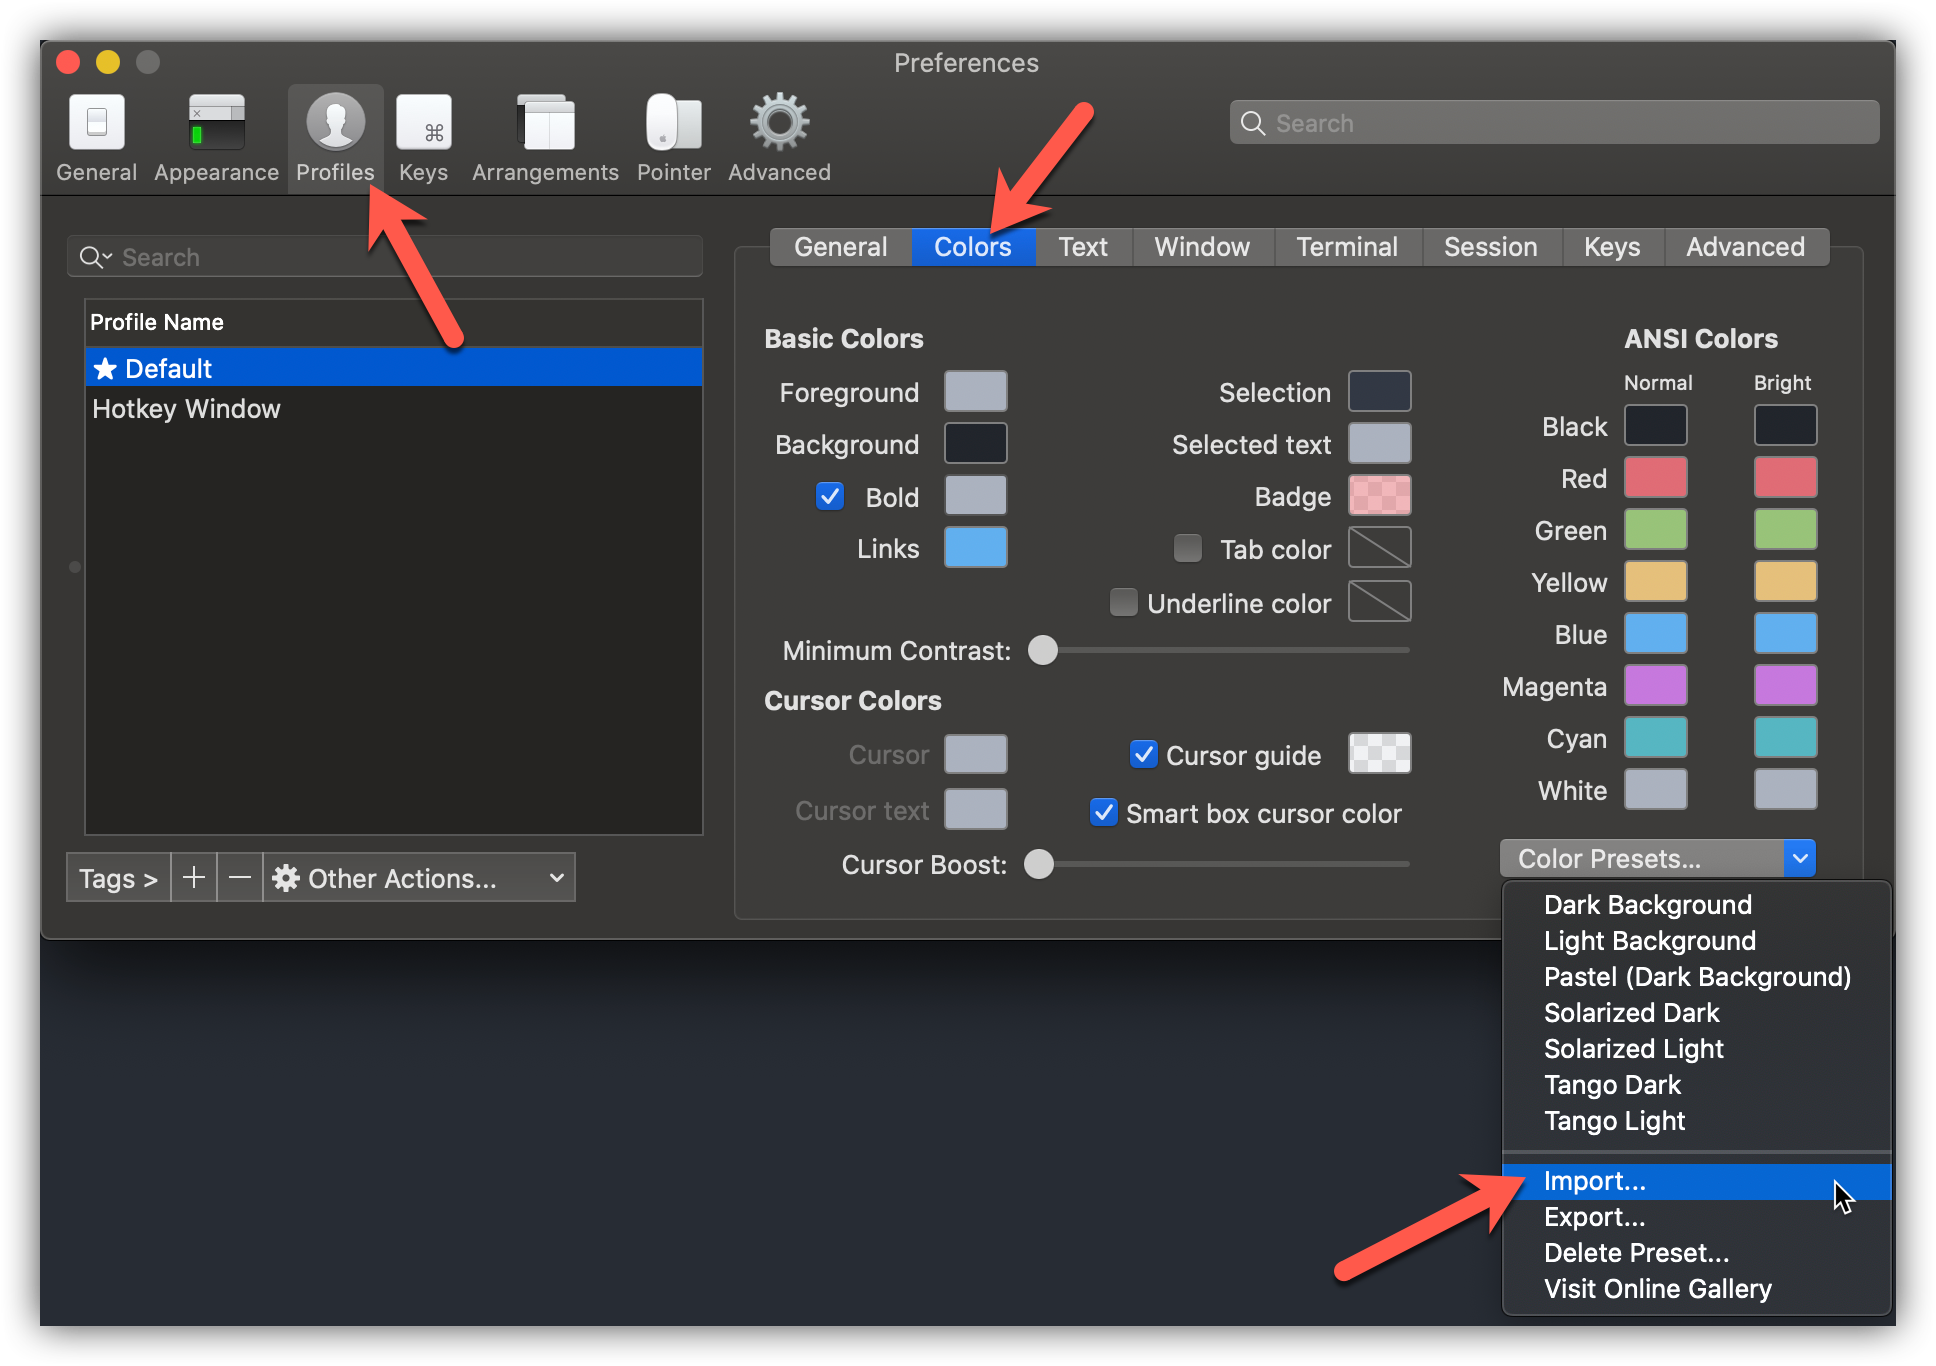 Preferences
General Appearance Profiles Keys Arrangements Pointer Advanced
Search
Search
Profile Name
Default
Hotkey Window
Tags > + − Other Actions...
General Colors Text Window Terminal Session Keys Advanced
Basic Colors
Foreground
Background
Bold
Links
Selection
Selected text
Badge
Tab color
Underline color
Minimum Contrast:
Cursor Colors
Cursor
Cursor text
Cursor guide
Smart box cursor color
Cursor Boost:
ANSI Colors
Normal Bright
Black
Red
Green
Yellow
Blue
Magenta
Cyan
White
Color Presets...
Dark Background
Light Background
Pastel (Dark Background)
Solarized Dark
Solarized Light
Tango Dark
Tango Light
Import...
Export...
Delete Preset...
Visit Online Gallery